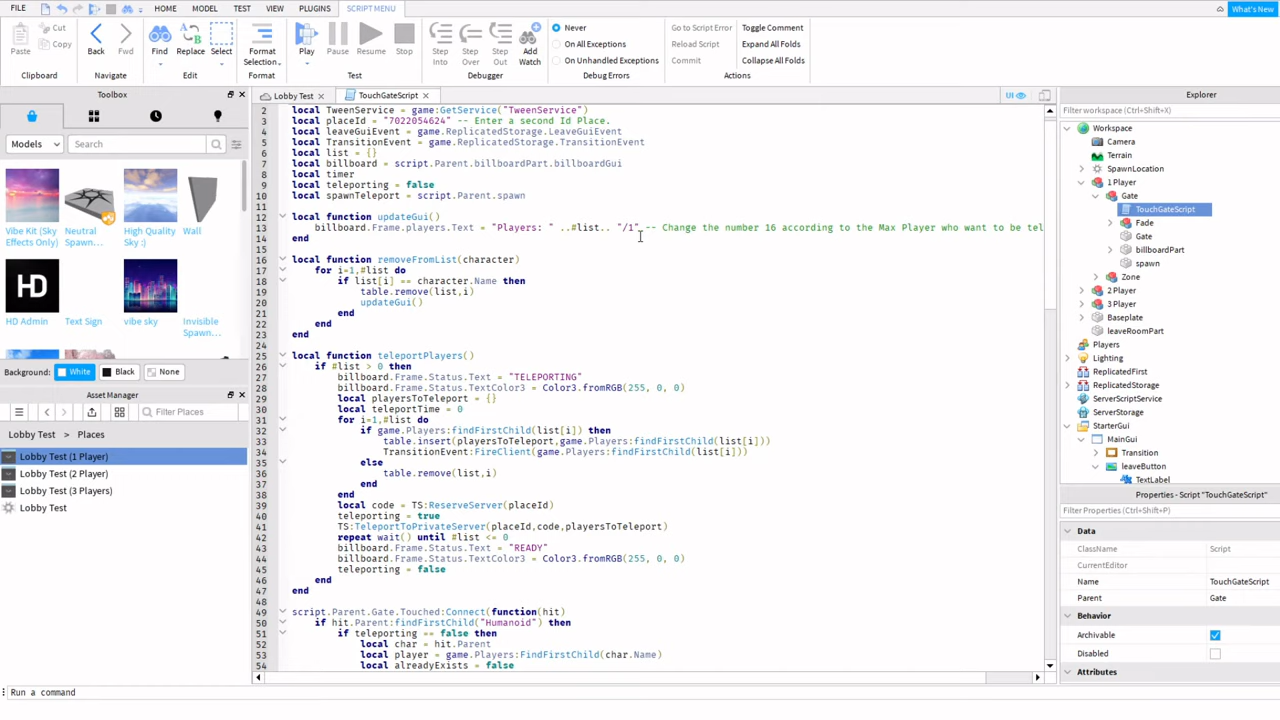 FILE HOME MODEL TEST VIEW PLUGINS SCRIPT MENU What's New
Paste Cut Copy
Back Fwd
Find Replace Select
Format Selection
Play Pause Resume Stop
Step Into Step Over Step Out Add Watch
Never
On All Exceptions
On Unhandled Exceptions
Go to Script Error
Reload Script
Commit
Toggle Comment
Expand All Folds
Collapse All Folds
Clipboard Navigate Edit Format Test Debugger Debug Errors Actions
Toolbox
Models Search
Vibe Kit (Sky Effects Only)
Neutral Spawn...
High Quality Sky :)
Wall
HD
HD Admin
Text Sign
vibe sky
Invisible Spawn...
Background: White Black None
Asset Manager
Filter Places
Lobby Test > Places
Lobby Test (1 Player)
Lobby Test (2 Player)
Lobby Test (3 Players)
Lobby Test
Lobby Test × TouchGateScript × UI
2 local TweenService = game:GetService("TweenService")
3 local placeId = "7022054624" -- Enter a second Id Place.
4 local leaveGuiEvent = game.ReplicatedStorage.LeaveGuiEvent
5 local TransitionEvent = game.ReplicatedStorage.TransitionEvent
6 local list = {}
7 local billboard = script.Parent.billboardPart.billboardGui
8 local timer
9 local teleporting = false
10 local spawnTeleport = script.Parent.spawn
11
12 local function updateGui()
13 billboard.Frame.players.Text = "Players: " ..#list.. "/1" -- Change the number 16 according to the Max Player who want to be tel
14 end
15
16 local function removeFromList(character)
17 for i=1,#list do
18 if list[i] == character.Name then
19 table.remove(list,i)
20 updateGui()
21 end
22 end
23 end
24
25 local function teleportPlayers()
26 if #list > 0 then
27 billboard.Frame.Status.Text = "TELEPORTING"
28 billboard.Frame.Status.TextColor3 = Color3.fromRGB(255, 0, 0)
29 local playersToTeleport = {}
30 local teleportTime = 0
31 for i=1,#list do
32 if game.Players:findFirstChild(list[i]) then
33 table.insert(playersToTeleport,game.Players:findFirstChild(list[i]))
34 TransitionEvent:FireClient(game.Players:findFirstChild(list[i]))
35 else
36 table.remove(list,i)
37 end
38 end
39 local code = TS:ReserveServer(placeId)
40 teleporting = true
41 TS:TeleportToPrivateServer(placeId,code,playersToTeleport)
42 repeat wait() until #list <= 0
43 billboard.Frame.Status.Text = "READY"
44 billboard.Frame.Status.TextColor3 = Color3.fromRGB(255, 0, 0)
45 teleporting = false
46 end
47 end
48
49 script.Parent.Gate.Touched:Connect(function(hit)
50 if hit.Parent:findFirstChild("Humanoid") then
51 if teleporting == false then
52 local char = hit.Parent
53 local player = game.Players:FindFirstChild(char.Name)
54 local alreadyExists = false
Explorer
Filter workspace (Ctrl+Shift+X)
Workspace
Camera
Terrain
SpawnLocation
1 Player
Gate
TouchGateScript
Fade
Gate
billboardPart
spawn
Zone
2 Player
3 Player
Baseplate
leaveRoomPart
Players
Lighting
ReplicatedFirst
ReplicatedStorage
ServerScriptService
ServerStorage
StarterGui
MainGui
Transition
leaveButton
TextLabel
Properties - Script "TouchGateScript"
Filter Properties (Ctrl+Shift+P)
Data
ClassName Script
CurrentEditor
Name TouchGateScript
Parent Gate
Behavior
Archivable
Disabled
Attributes
Run a command